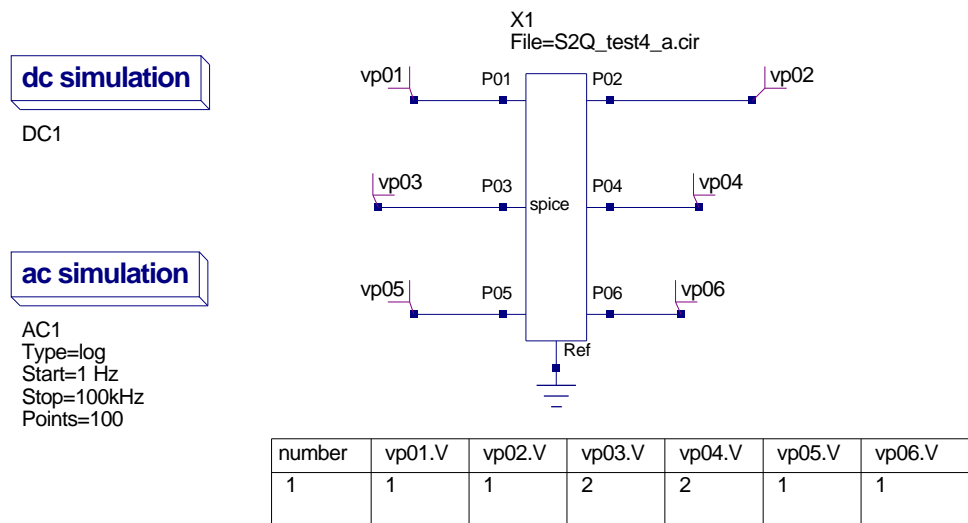 X1
File=S2Q_test4_a.cir
dc simulation
DC1
vp01
P01
P02
vp02
vp03
P03
spice
P04
vp04
ac simulation
AC1
Type=log
Start=1 Hz
Stop=100kHz
Points=100
vp05
P05
P06
vp06
Ref
number vp01.V vp02.V vp03.V vp04.V vp05.V vp06.V
1 1 1 2 2 1 1